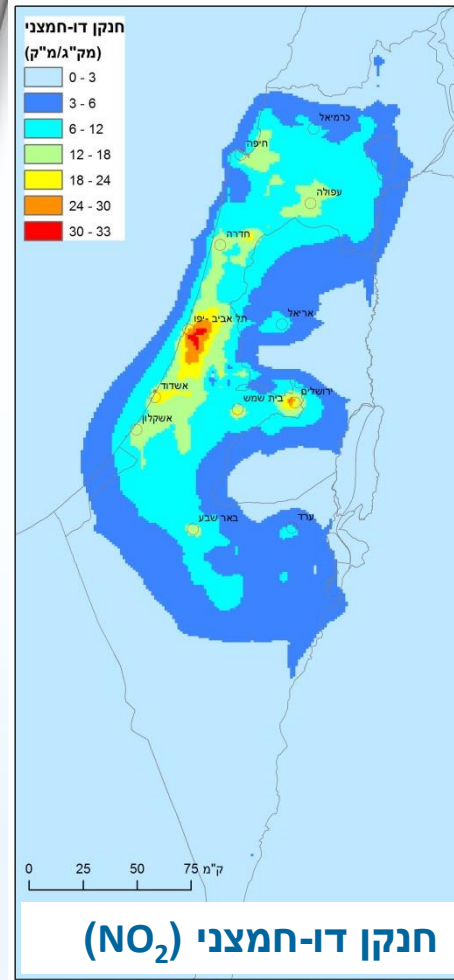 חנקן דו-חמצני
(מק"ג/מ"ק)
0 - 3
3 - 6
6 - 12
12 - 18
18 - 24
24 - 30
30 - 33
כרמיאל
חיפה
עפולה
חדרה
אריאל
תל אביב -יפו
ירושלים
בית שמש
אשדוד
אשקלון
באר שבע
ערד
0 25 50 75 ק"מ
חנקן דו-חמצני (NO₂)